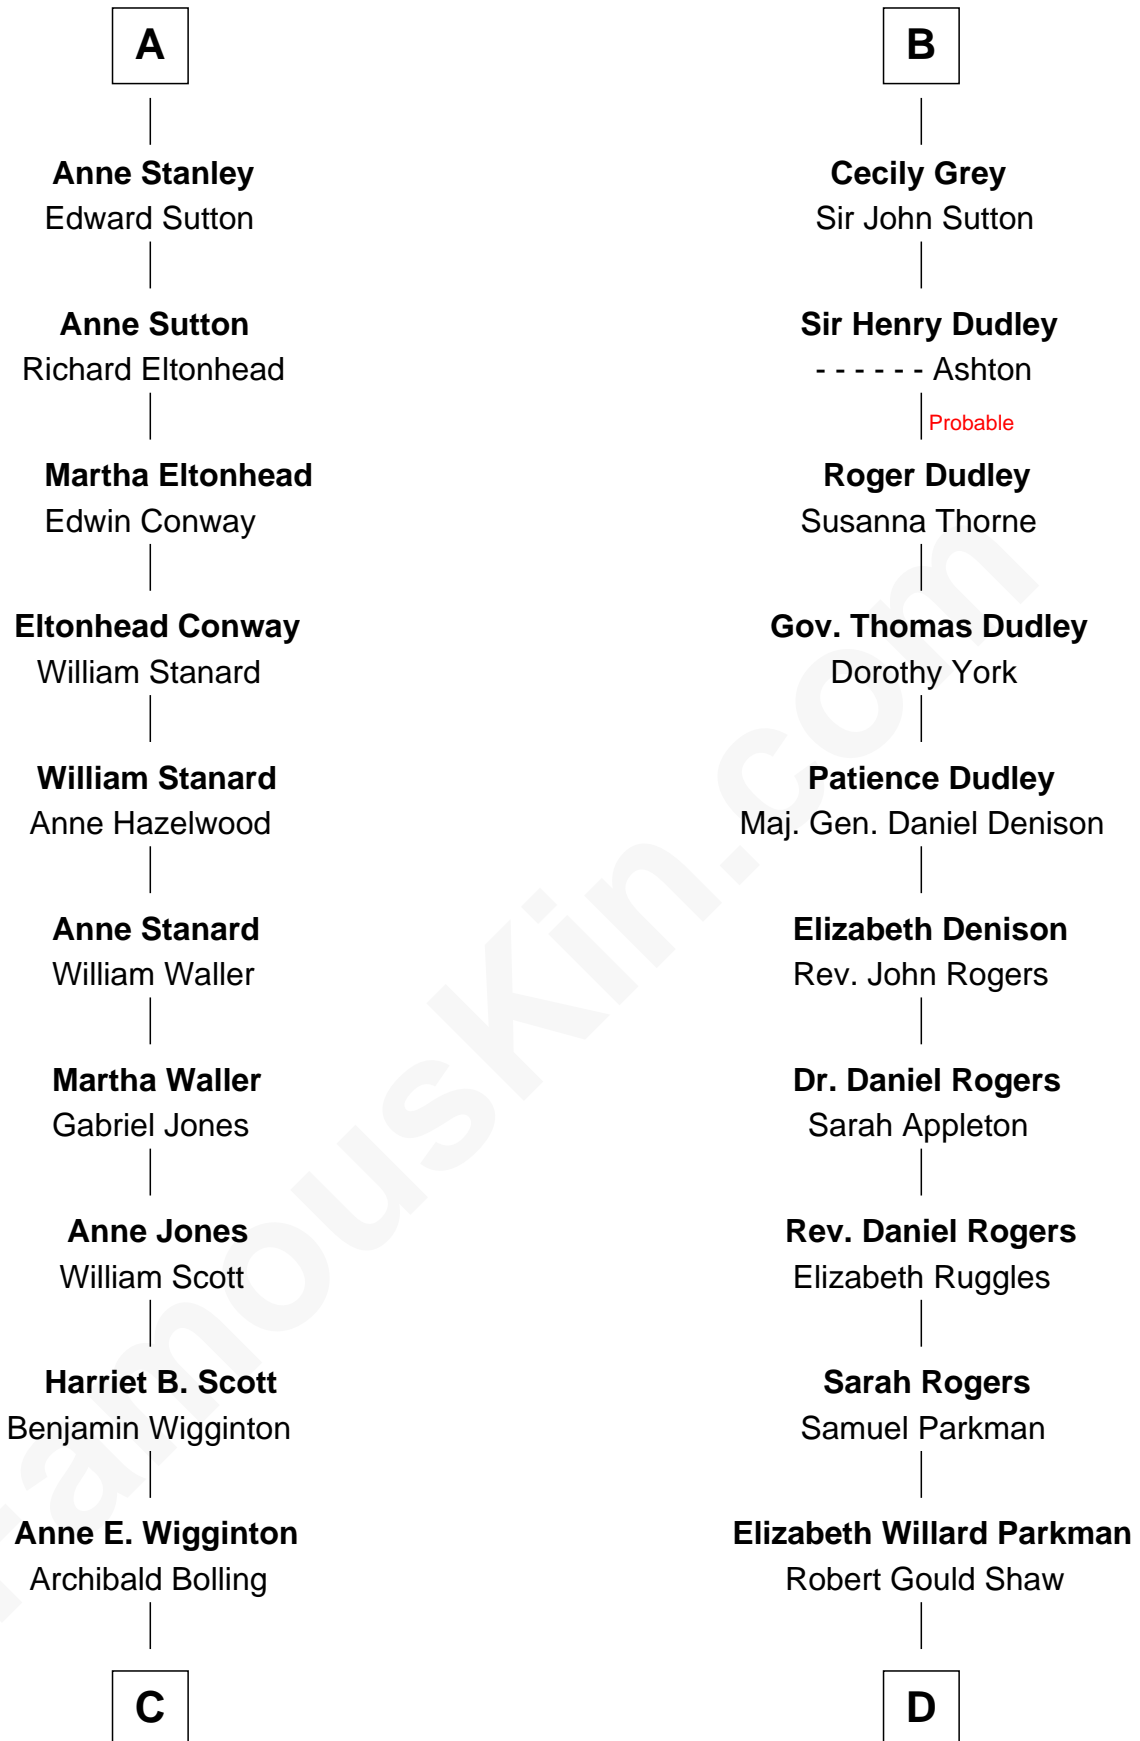 A
Anne Stanley
Edward Sutton
Anne Sutton
Richard Eltonhead
Martha Eltonhead
Edwin Conway
Eltonhead Conway
William Stanard
William Stanard
Anne Hazelwood
Anne Stanard
William Waller
Martha Waller
Gabriel Jones
Anne Jones
William Scott
Harriet B. Scott
Benjamin Wigginton
Anne E. Wigginton
Archibald Bolling
C
B
Cecily Grey
Sir John Sutton
Sir Henry Dudley
- - - - - - Ashton
Probable
Roger Dudley
Susanna Thorne
Gov. Thomas Dudley
Dorothy York
Patience Dudley
Maj. Gen. Daniel Denison
Elizabeth Denison
Rev. John Rogers
Dr. Daniel Rogers
Sarah Appleton
Rev. Daniel Rogers
Elizabeth Ruggles
Sarah Rogers
Samuel Parkman
Elizabeth Willard Parkman
Robert Gould Shaw
D
FamousKin.com